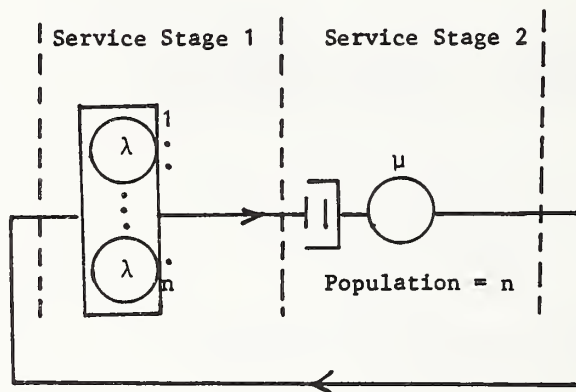 Service Stage 1
Service Stage 2
1
λ
μ
λ
n
Population = n